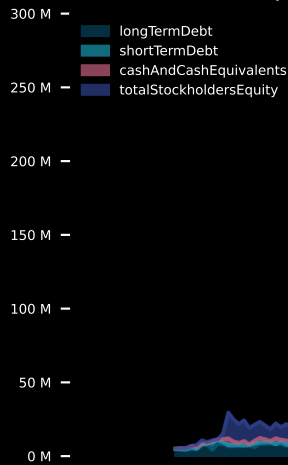 300 M
longTermDebt
shortTermDebt
cashAndCashEquivalents
totalStockholdersEquity
250 M
200 M
150 M
100 M
50 M
0 M